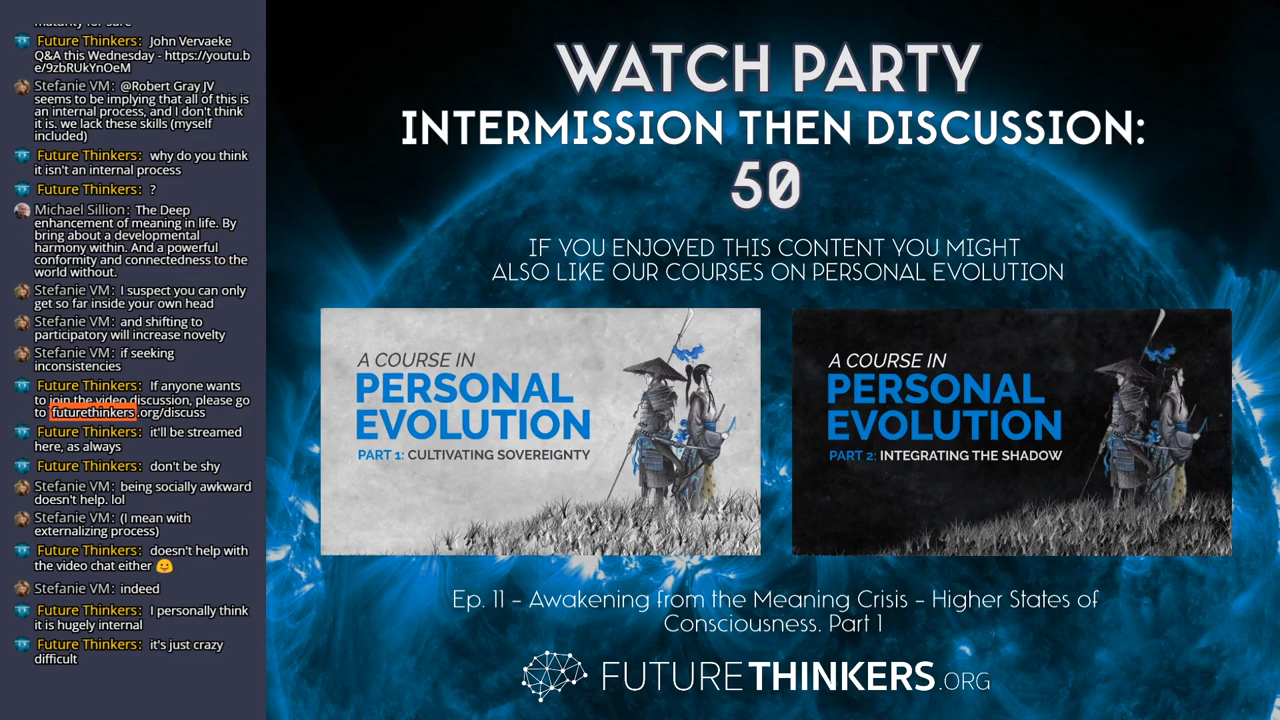 maturity for sure
Future Thinkers: John Vervaeke
Q&A this Wednesday - https://youtu.b
e/9zbRUkYnOeM
Stefanie VM: @Robert Gray JV
seems to be implying that all of this is
an internal process, and I don't think
it is. we lack these skills (myself
included)
Future Thinkers: why do you think
it isn't an internal process
Future Thinkers: ?
Michael Sillion: The Deep
enhancement of meaning in life. By
bring about a developmental
harmony within. And a powerful
conformity and connectedness to the
world without.
Stefanie VM: I suspect you can only
get so far inside your own head
Stefanie VM: and shifting to
participatory will increase novelty
Stefanie VM: if seeking
inconsistencies
Future Thinkers: If anyone wants
to join the video discussion, please go
to futurethinkers.org/discuss
Future Thinkers: it'll be streamed
here, as always
Future Thinkers: don't be shy
Stefanie VM: being socially awkward
doesn't help. lol
Stefanie VM: (I mean with
externalizing process)
Future Thinkers: doesn't help with
the video chat either 🙂
Stefanie VM: indeed
Future Thinkers: I personally think
it is hugely internal
Future Thinkers: it's just crazy
difficult
WATCH PARTY
INTERMISSION THEN DISCUSSION:
50
IF YOU ENJOYED THIS CONTENT YOU MIGHT
ALSO LIKE OUR COURSES ON PERSONAL EVOLUTION
A COURSE IN
PERSONAL
EVOLUTION
PART 1: CULTIVATING SOVEREIGNTY
A COURSE IN
PERSONAL
EVOLUTION
PART 2: INTEGRATING THE SHADOW
Ep. 11 - Awakening from the Meaning Crisis - Higher States of
Consciousness. Part 1
FUTURETHINKERS.ORG